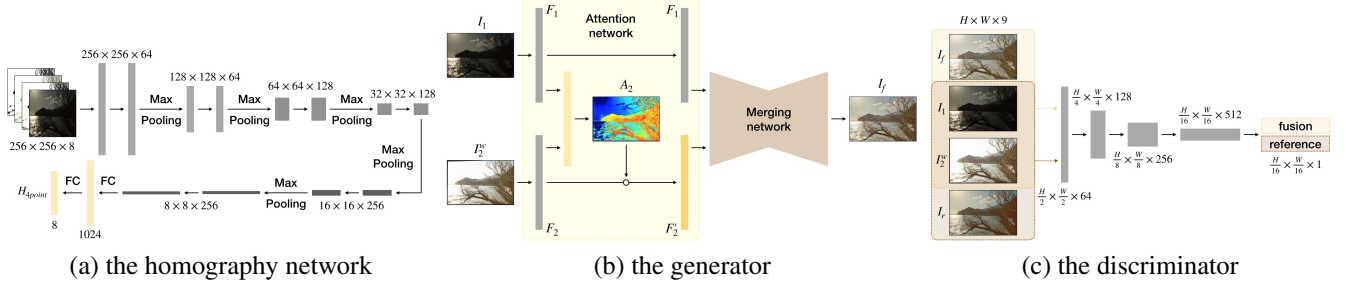 256 × 256 × 8
256 × 256 × 64
Max
Pooling
128 × 128 × 64
Max
Pooling
64 × 64 × 128
Max
Pooling
32 × 32 × 128
Max
Pooling
16 × 16 × 256
Max
Pooling
8 × 8 × 256
FC
1024
FC
8
H4point
(a) the homography network
I1
I2^w
F1
F2
Attention
network
A2
F1
F2′
Merging
network
If
(b) the generator
H × W × 9
If
I1
I2^w
Ir
H/2 × W/2 × 64
H/4 × W/4 × 128
H/8 × W/8 × 256
H/16 × W/16 × 512
fusion
reference
H/16 × W/16 × 1
(c) the discriminator